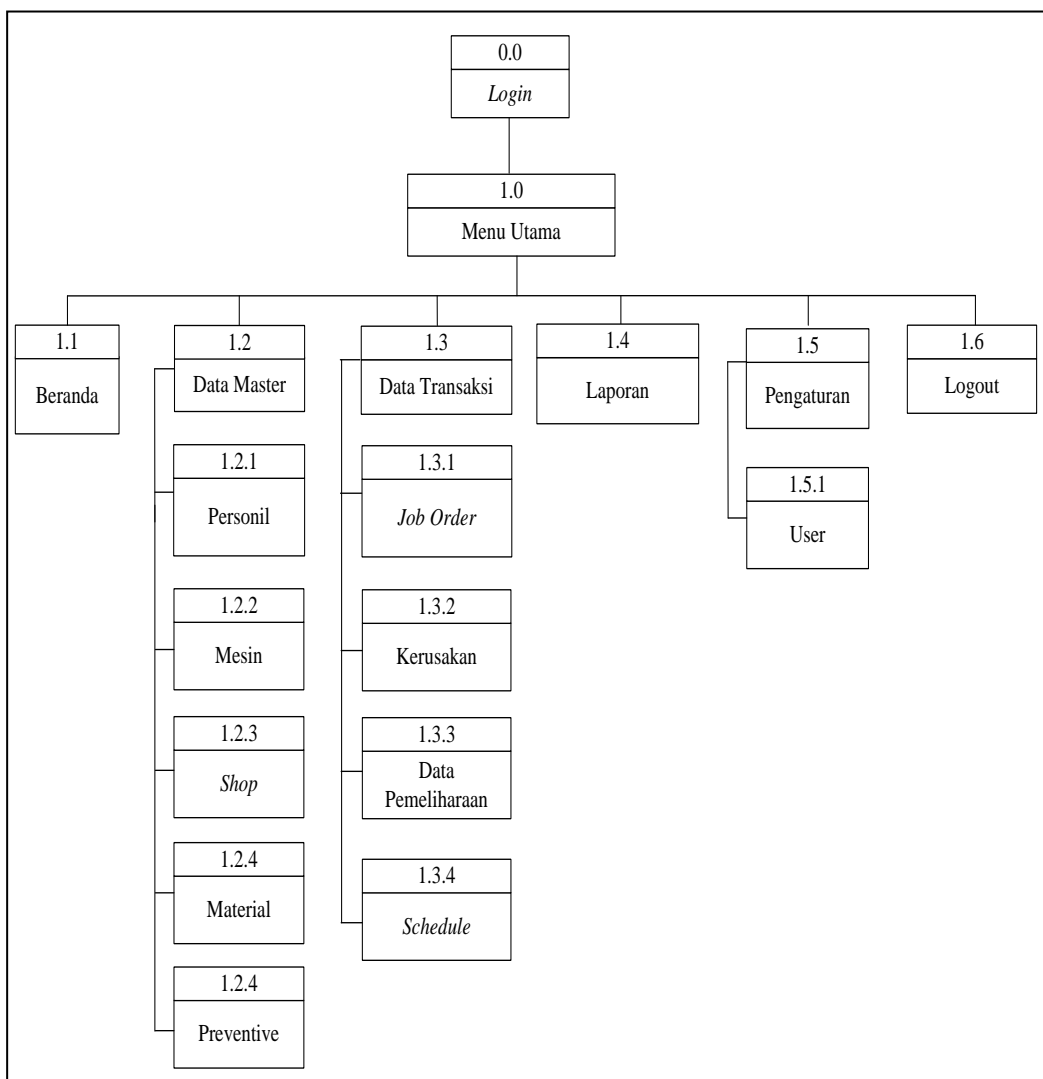 0.0
Login
1.0
Menu Utama
1.1
Beranda
1.2
Data Master
1.3
Data Transaksi
1.4
Laporan
1.5
Pengaturan
1.6
Logout
1.2.1
Personil
1.2.2
Mesin
1.2.3
Shop
1.2.4
Material
1.2.4
Preventive
1.3.1
Job Order
1.3.2
Kerusakan
1.3.3
Data
Pemeliharaan
1.3.4
Schedule
1.5.1
User